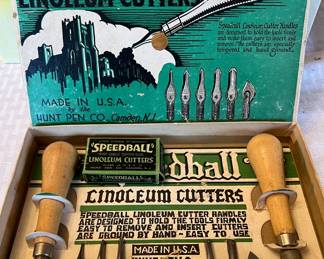 LINOLEUM CUTTERS
Speedball Linoleum Cutter Handles
are designed to hold the tools firmly
and make them easy to insert and
remove. The cutters are specially
tempered and hand ground.
MADE IN U.S.A.
by the
HUNT PEN CO., Camden, N.J.
"SPEEDBALL"
LINOLEUM CUTTERS
dball
LINOLEUM CUTTERS
SPEEDBALL LINOLEUM CUTTER HANDLES
ARE DESIGNED TO HOLD THE TOOLS FIRMLY
EASY TO REMOVE AND INSERT CUTTERS
ARE GROUND BY HAND - EASY TO USE
MADE IN U.S.A